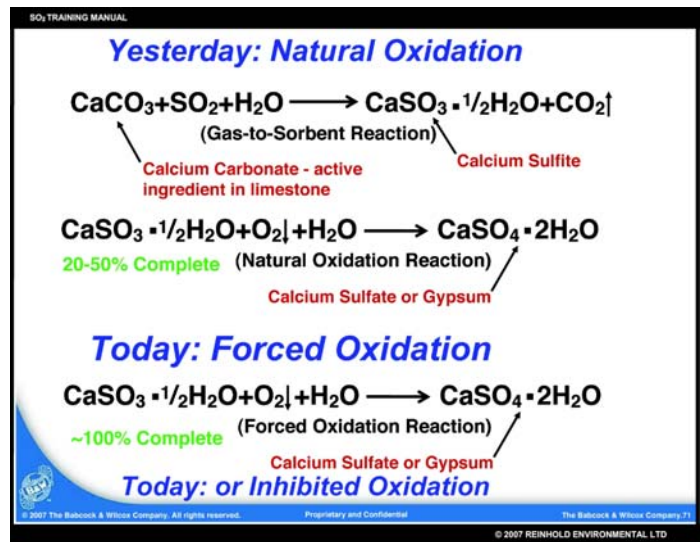 SO₂ TRAINING MANUAL
Yesterday: Natural Oxidation
CaCO₃+SO₂+H₂O ⟶ CaSO₃▪½H₂O+CO₂↑
(Gas-to-Sorbent Reaction)
Calcium Carbonate - active
ingredient in limestone
Calcium Sulfite
CaSO₃▪½H₂O+O₂↓+H₂O ⟶ CaSO₄▪2H₂O
20-50% Complete (Natural Oxidation Reaction)
Calcium Sulfate or Gypsum
Today: Forced Oxidation
CaSO₃▪½H₂O+O₂↓+H₂O ⟶ CaSO₄▪2H₂O
~100% Complete (Forced Oxidation Reaction)
Calcium Sulfate or Gypsum
Today: or Inhibited Oxidation
© 2007 The Babcock & Wilcox Company. All rights reserved. Proprietary and Confidential The Babcock & Wilcox Company.71
© 2007 REINHOLD ENVIRONMENTAL LTD